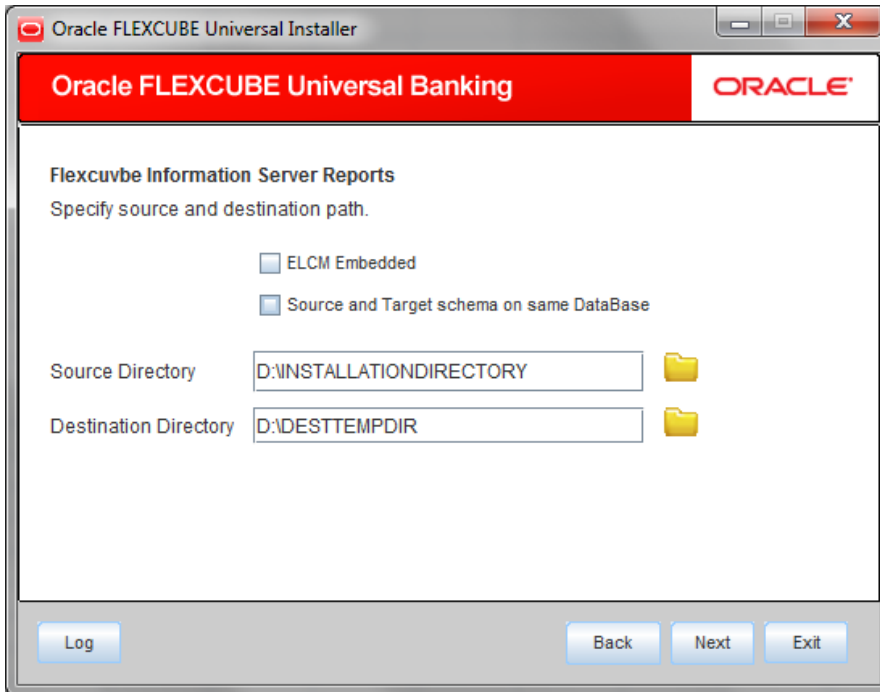 Oracle FLEXCUBE Universal Installer
Oracle FLEXCUBE Universal Banking
ORACLE®
Flexcuvbe Information Server Reports
Specify source and destination path.
ELCM Embedded
Source and Target schema on same DataBase
Source Directory D:\INSTALLATIONDIRECTORY
Destination Directory D:\DESTTEMPDIR
Log Back Next Exit